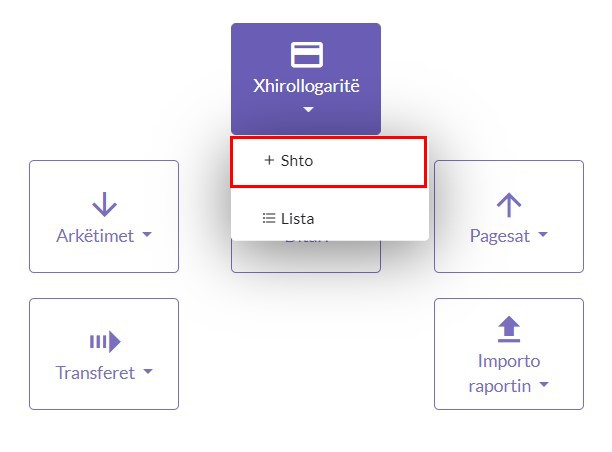 Xhirollogaritë
+ Shto
Lista
Arkëtimet
Pagesat
Transferet
Importo
raportin